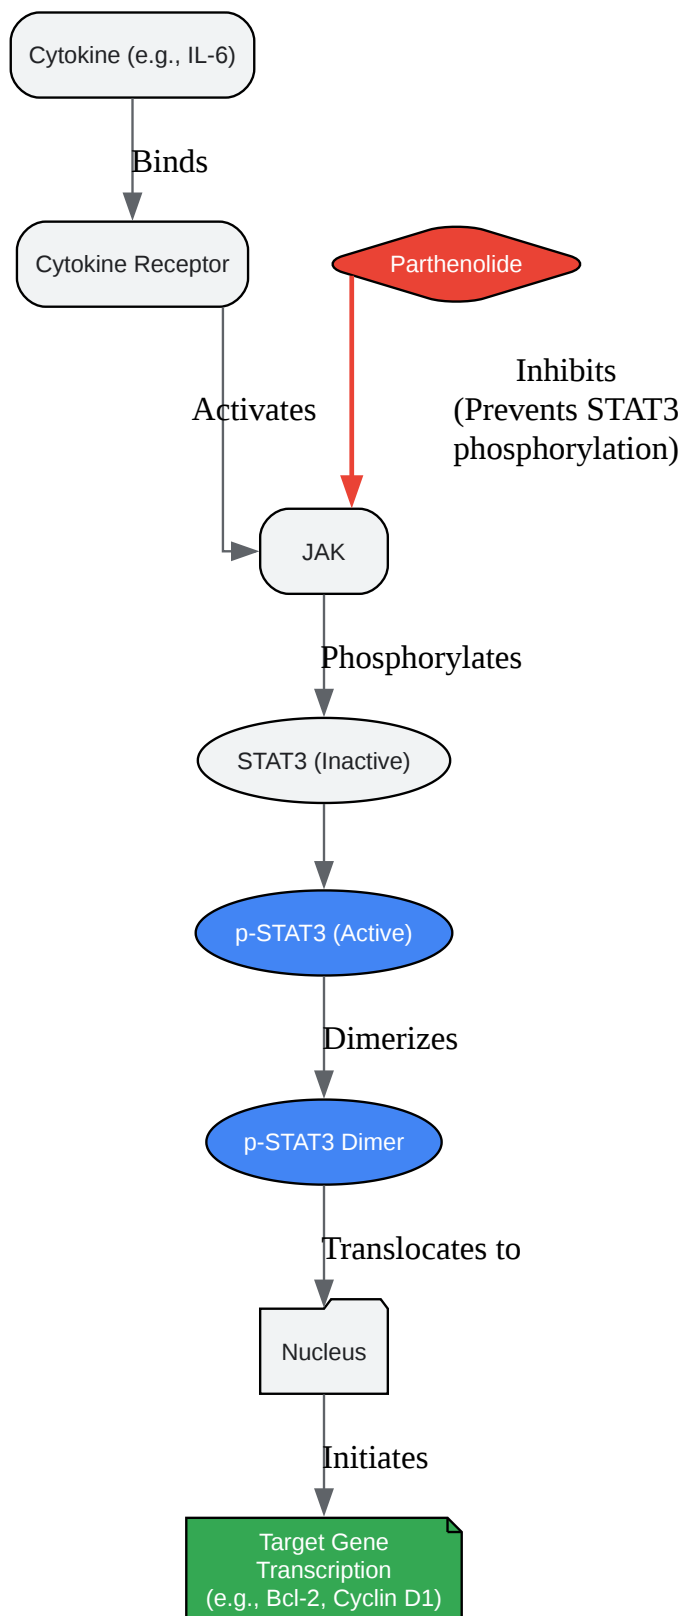 Cytokine (e.g., IL-6)
Binds
Cytokine Receptor
Parthenolide
Inhibits
(Prevents STAT3
phosphorylation)
Activates
JAK
Phosphorylates
STAT3 (Inactive)
p-STAT3 (Active)
Dimerizes
p-STAT3 Dimer
Translocates to
Nucleus
Initiates
Target Gene
Transcription
(e.g., Bcl-2, Cyclin D1)